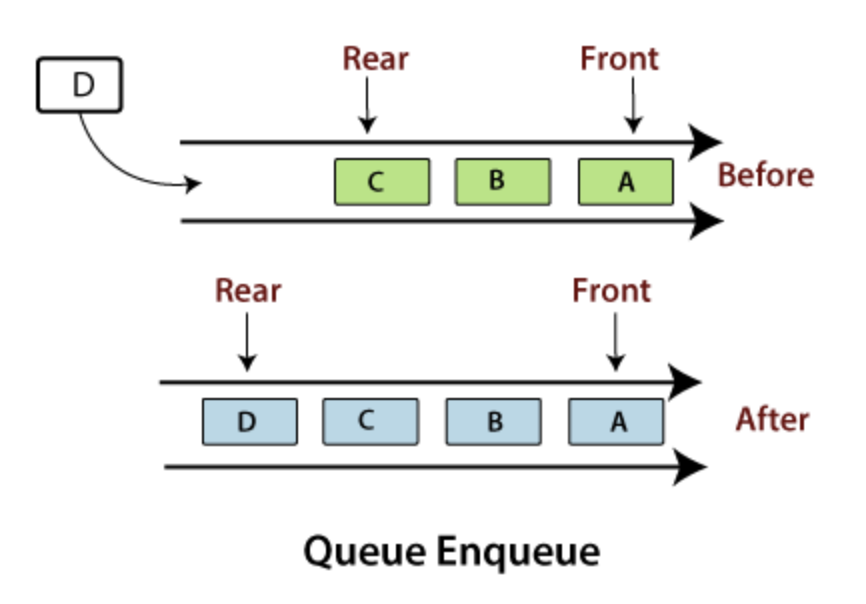 Rear Front
D
C B A Before
Rear Front
D C B A After
Queue Enqueue